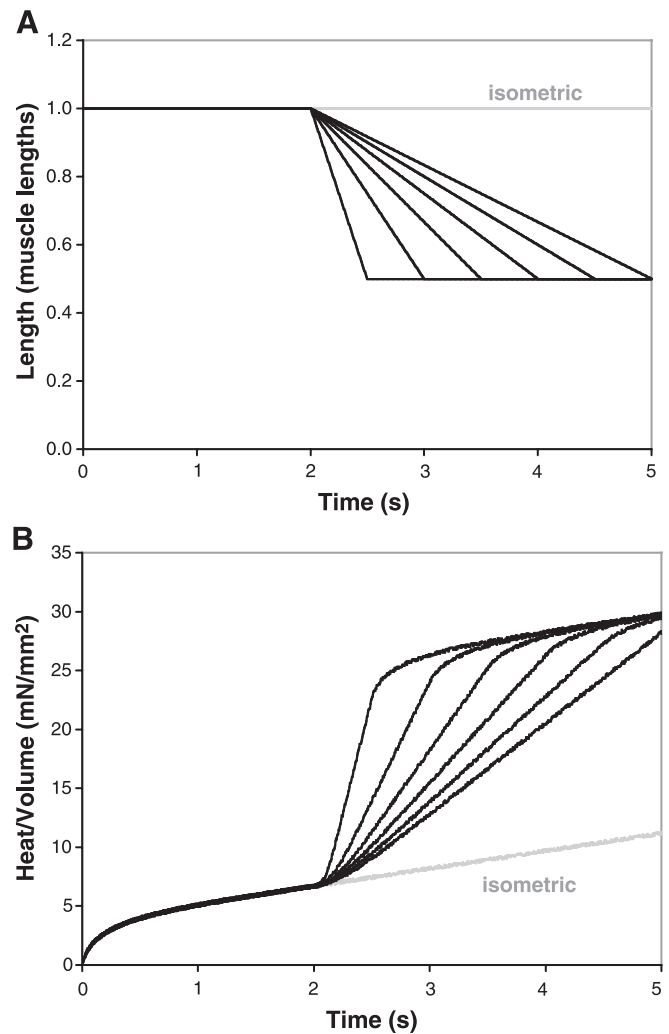 A
1.2
isometric
1.0
0.8
0.6
0.4
0.2
0.0
Length (muscle lengths)
0 1 2 3 4 5
Time (s)
B
35
30
25
20
15
10
5
0
Heat/Volume (mN/mm²)
isometric
0 1 2 3 4 5
Time (s)